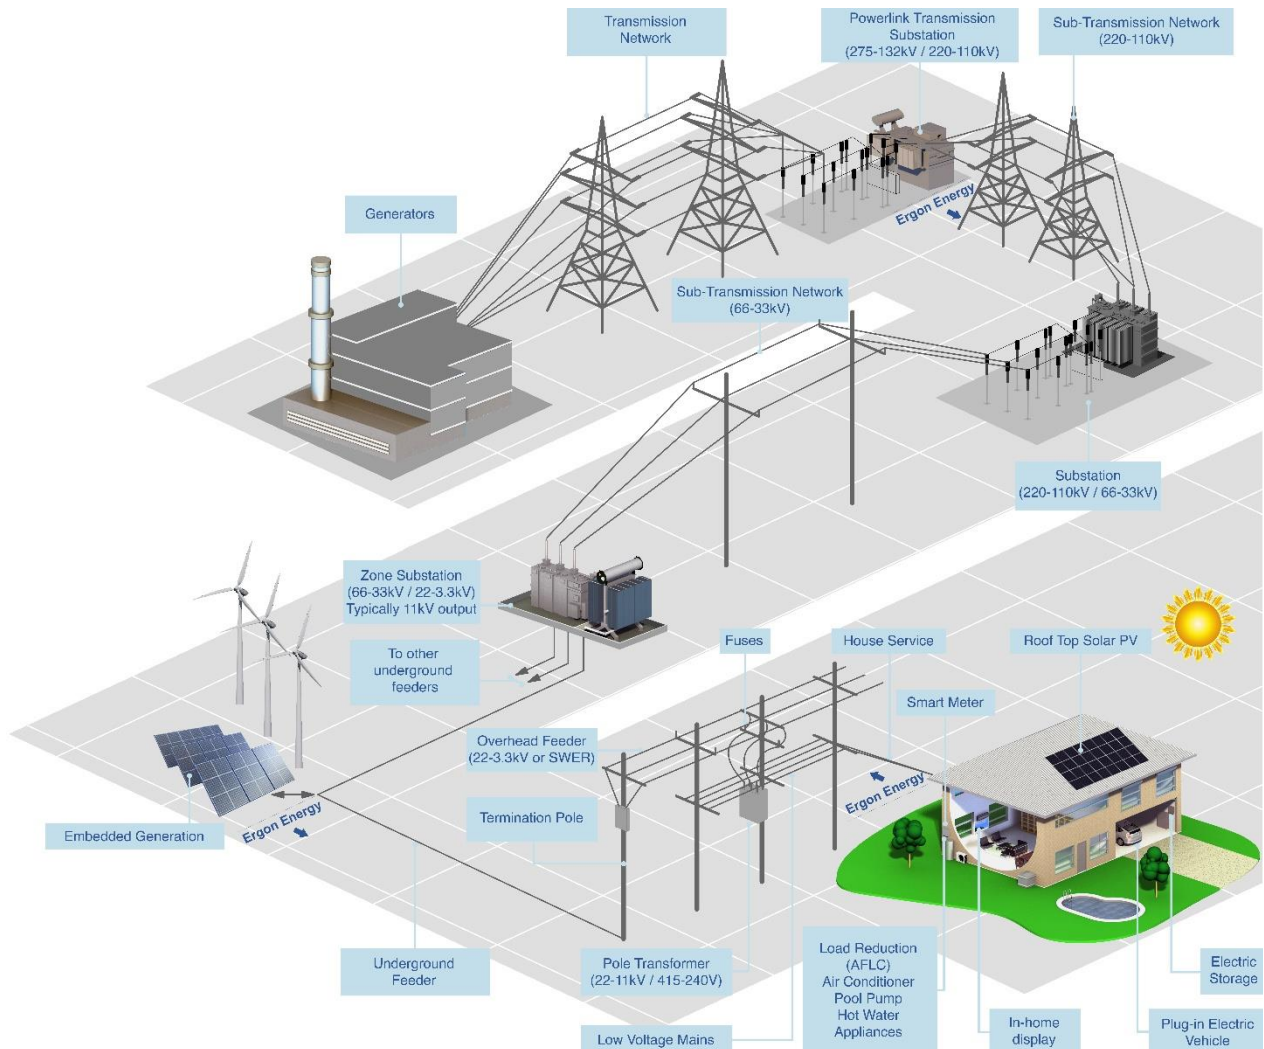 Transmission
Network
Powerlink Transmission
Substation
(275-132kV / 220-110kV)
Sub-Transmission Network
(220-110kV)
Generators
Ergon Energy
Sub-Transmission Network
(66-33kV)
Substation
(220-110kV / 66-33kV)
Zone Substation
(66-33kV / 22-3.3kV)
Typically 11kV output
To other
underground
feeders
Fuses
House Service
Roof Top Solar PV
Smart Meter
Overhead Feeder
(22-3.3kV or SWER)
Ergon Energy
Termination Pole
Ergon Energy
Embedded Generation
Underground
Feeder
Pole Transformer
(22-11kV / 415-240V)
Low Voltage Mains
Load Reduction
(AFLC)
Air Conditioner
Pool Pump
Hot Water
Appliances
In-home
display
Plug-in Electric
Vehicle
Electric
Storage